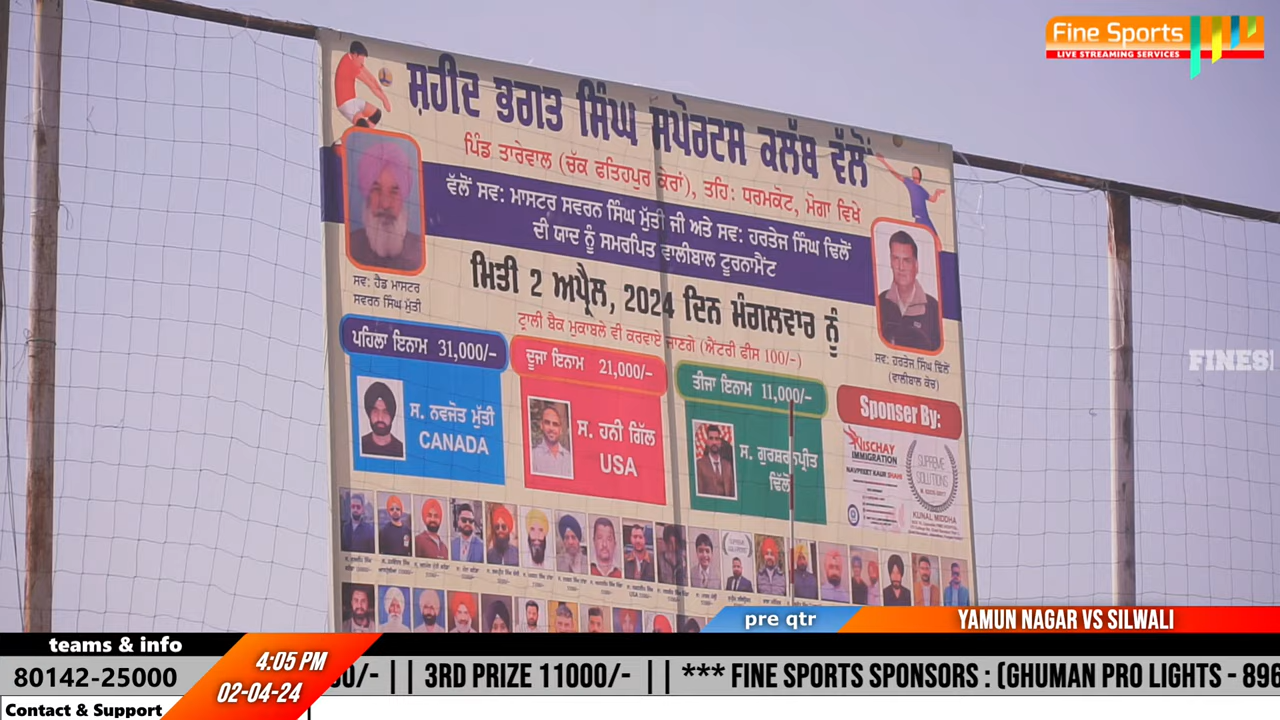 Fine Sports
LIVE STREAMING SERVICES
ਸ਼ਹੀਦ ਭਗਤ ਸਿੰਘ ਸਪੋਰਟਸ ਕਲੱਬ ਵੱਲੋਂ
ਪਿੰਡ ਤਾਰੇਵਾਲ (ਚੱਕ ਫਤਿਹਪੁਰ ਕੋਰਾਂ), ਤਹਿ: ਧਰਮਕੋਟ, ਮੋਗਾ ਵਿਖੇ
ਵੱਲੋਂ ਸਵ: ਮਾਸਟਰ ਸਵਰਨ ਸਿੰਘ ਮੁੱਤੀ ਜੀ ਅਤੇ ਸਵ: ਹਰਤੇਜ ਸਿੰਘ ਢਿਲੋਂ
ਦੀ ਯਾਦ ਨੂੰ ਸਮਰਪਿਤ ਵਾਲੀਬਾਲ ਟੂਰਨਾਮੈਂਟ
ਮਿਤੀ 2 ਅਪ੍ਰੈਲ, 2024 ਦਿਨ ਮੰਗਲਵਾਰ ਨੂੰ
ਟ੍ਰਾਲੀ ਬੈਕ ਮੁਕਾਬਲੇ ਵੀ ਕਰਵਾਏ ਜਾਣਗੇ (ਐਂਟਰੀ ਫੀਸ 100/-)
ਸਵ: ਹੈਡ ਮਾਸਟਰ
ਸਵਰਨ ਸਿੰਘ ਮੁੱਤੀ
ਸਵ: ਹਰਤੇਜ ਸਿੰਘ ਢਿੱਲੋਂ
(ਵਾਲੀਬਾਲ ਕੋਚ)
ਪਹਿਲਾ ਇਨਾਮ 31,000/-
ਸ. ਨਵਜੋਤ ਮੁੱਤੀ
CANADA
ਦੂਜਾ ਇਨਾਮ 21,000/-
ਸ. ਹਨੀ ਗਿੱਲ
USA
ਤੀਜਾ ਇਨਾਮ 11,000/-
ਸ. ਗੁਰਸ਼ਰਨਪ੍ਰੀਤ
ਢਿੱਲੋਂ
Sponser By:
NISCHAY
IMMIGRATION
NAVPREET KAUR SHAHI
SUPREME
SOLUTIONS
KUNAL MIDDHA
FINES
pre qtr
YAMUN NAGAR VS SILWALI
teams & info
80142-25000
Contact & Support
4:05 PM
02-04-24
0/- || 3RD PRIZE 11000/- || *** FINE SPORTS SPONSORS : (GHUMAN PRO LIGHTS - 896